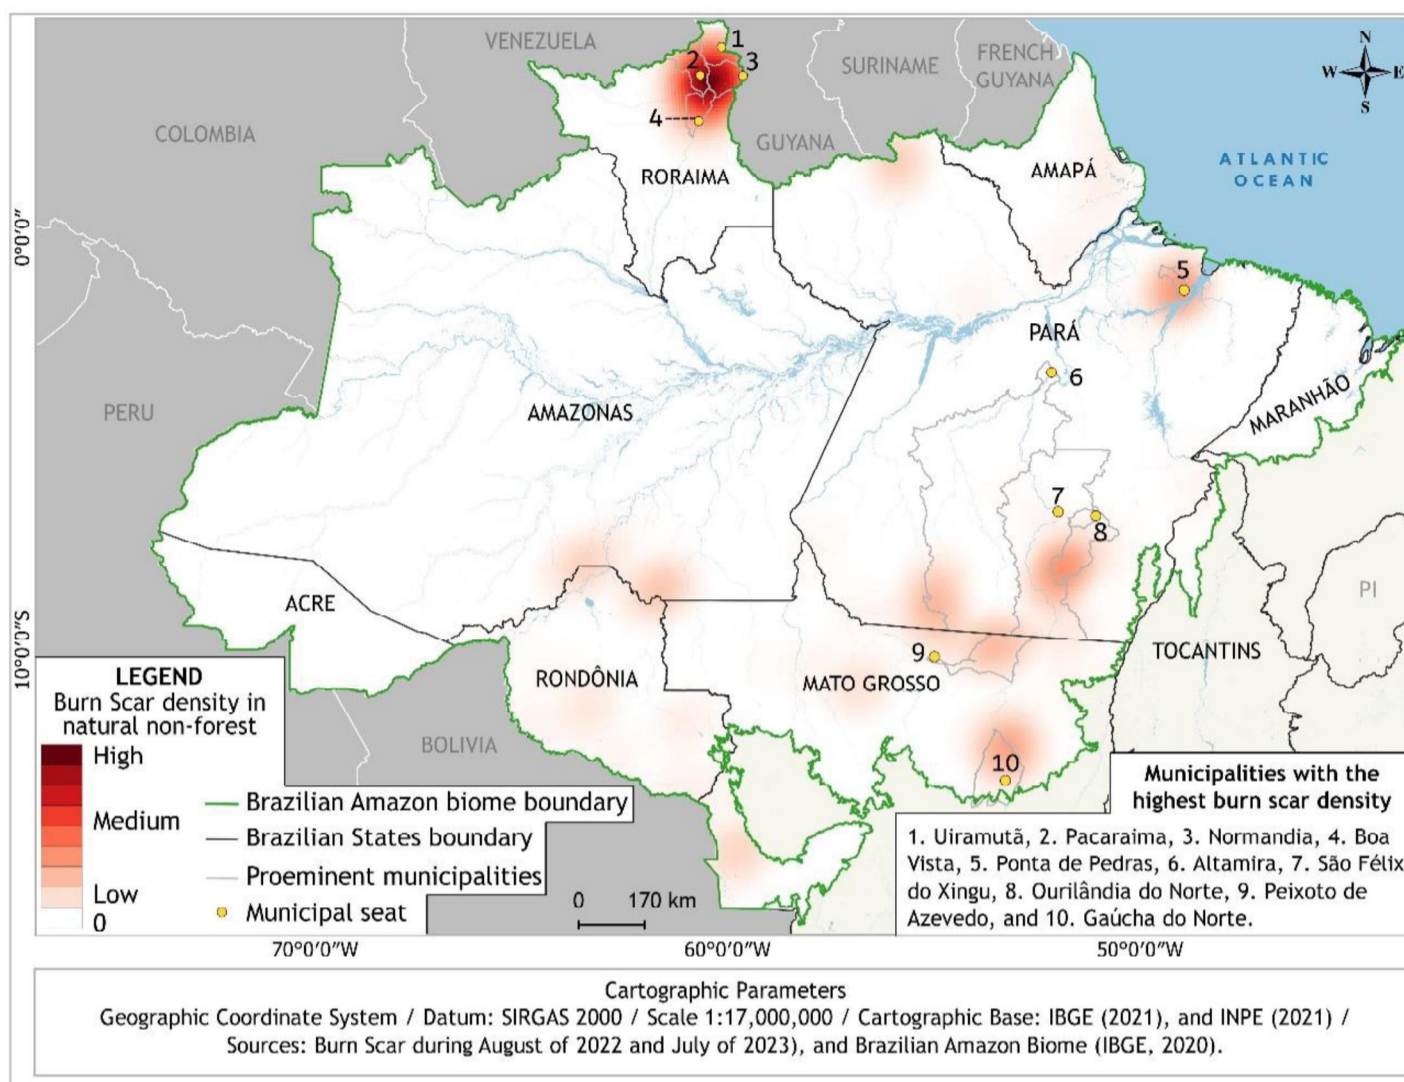 VENEZUELA
SURINAME
FRENCH
GUYANA
N
W E
S
COLOMBIA
GUYANA
1
2
3
4
RORAIMA
AMAPÁ
ATLANTIC
OCEAN
0°0'0"
5
PARÁ
6
PERU
AMAZONAS
MARANHÃO
7
8
ACRE
PI
10°0'0"S
RONDÔNIA
9
MATO GROSSO
TOCANTINS
BOLIVIA
10
LEGEND
Burn Scar density in
natural non-forest
High
Medium
Low
0
Brazilian Amazon biome boundary
Brazilian States boundary
Proeminent municipalities
Municipal seat
0 170 km
Municipalities with the
highest burn scar density
1. Uiramutã, 2. Pacaraima, 3. Normandia, 4. Boa
Vista, 5. Ponta de Pedras, 6. Altamira, 7. São Félix
do Xingu, 8. Ourilândia do Norte, 9. Peixoto de
Azevedo, and 10. Gaúcha do Norte.
70°0'0"W
60°0'0"W
50°0'0"W
Cartographic Parameters
Geographic Coordinate System / Datum: SIRGAS 2000 / Scale 1:17,000,000 / Cartographic Base: IBGE (2021), and INPE (2021) /
Sources: Burn Scar during August of 2022 and July of 2023), and Brazilian Amazon Biome (IBGE, 2020).